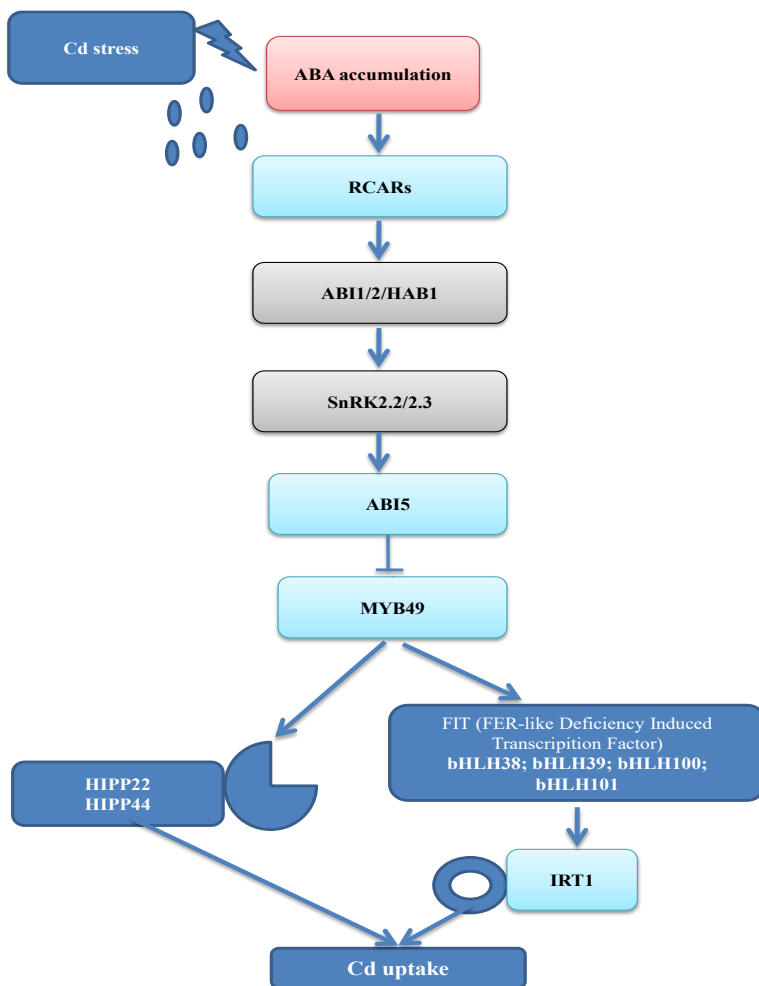 Cd stress
ABA accumulation
RCARs
ABI1/2/HAB1
SnRK2.2/2.3
ABI5
MYB49
FIT (FER-like Deficiency Induced
Transcripition Factor)
bHLH38; bHLH39; bHLH100;
bHLH101
HIPP22
HIPP44
IRT1
Cd uptake